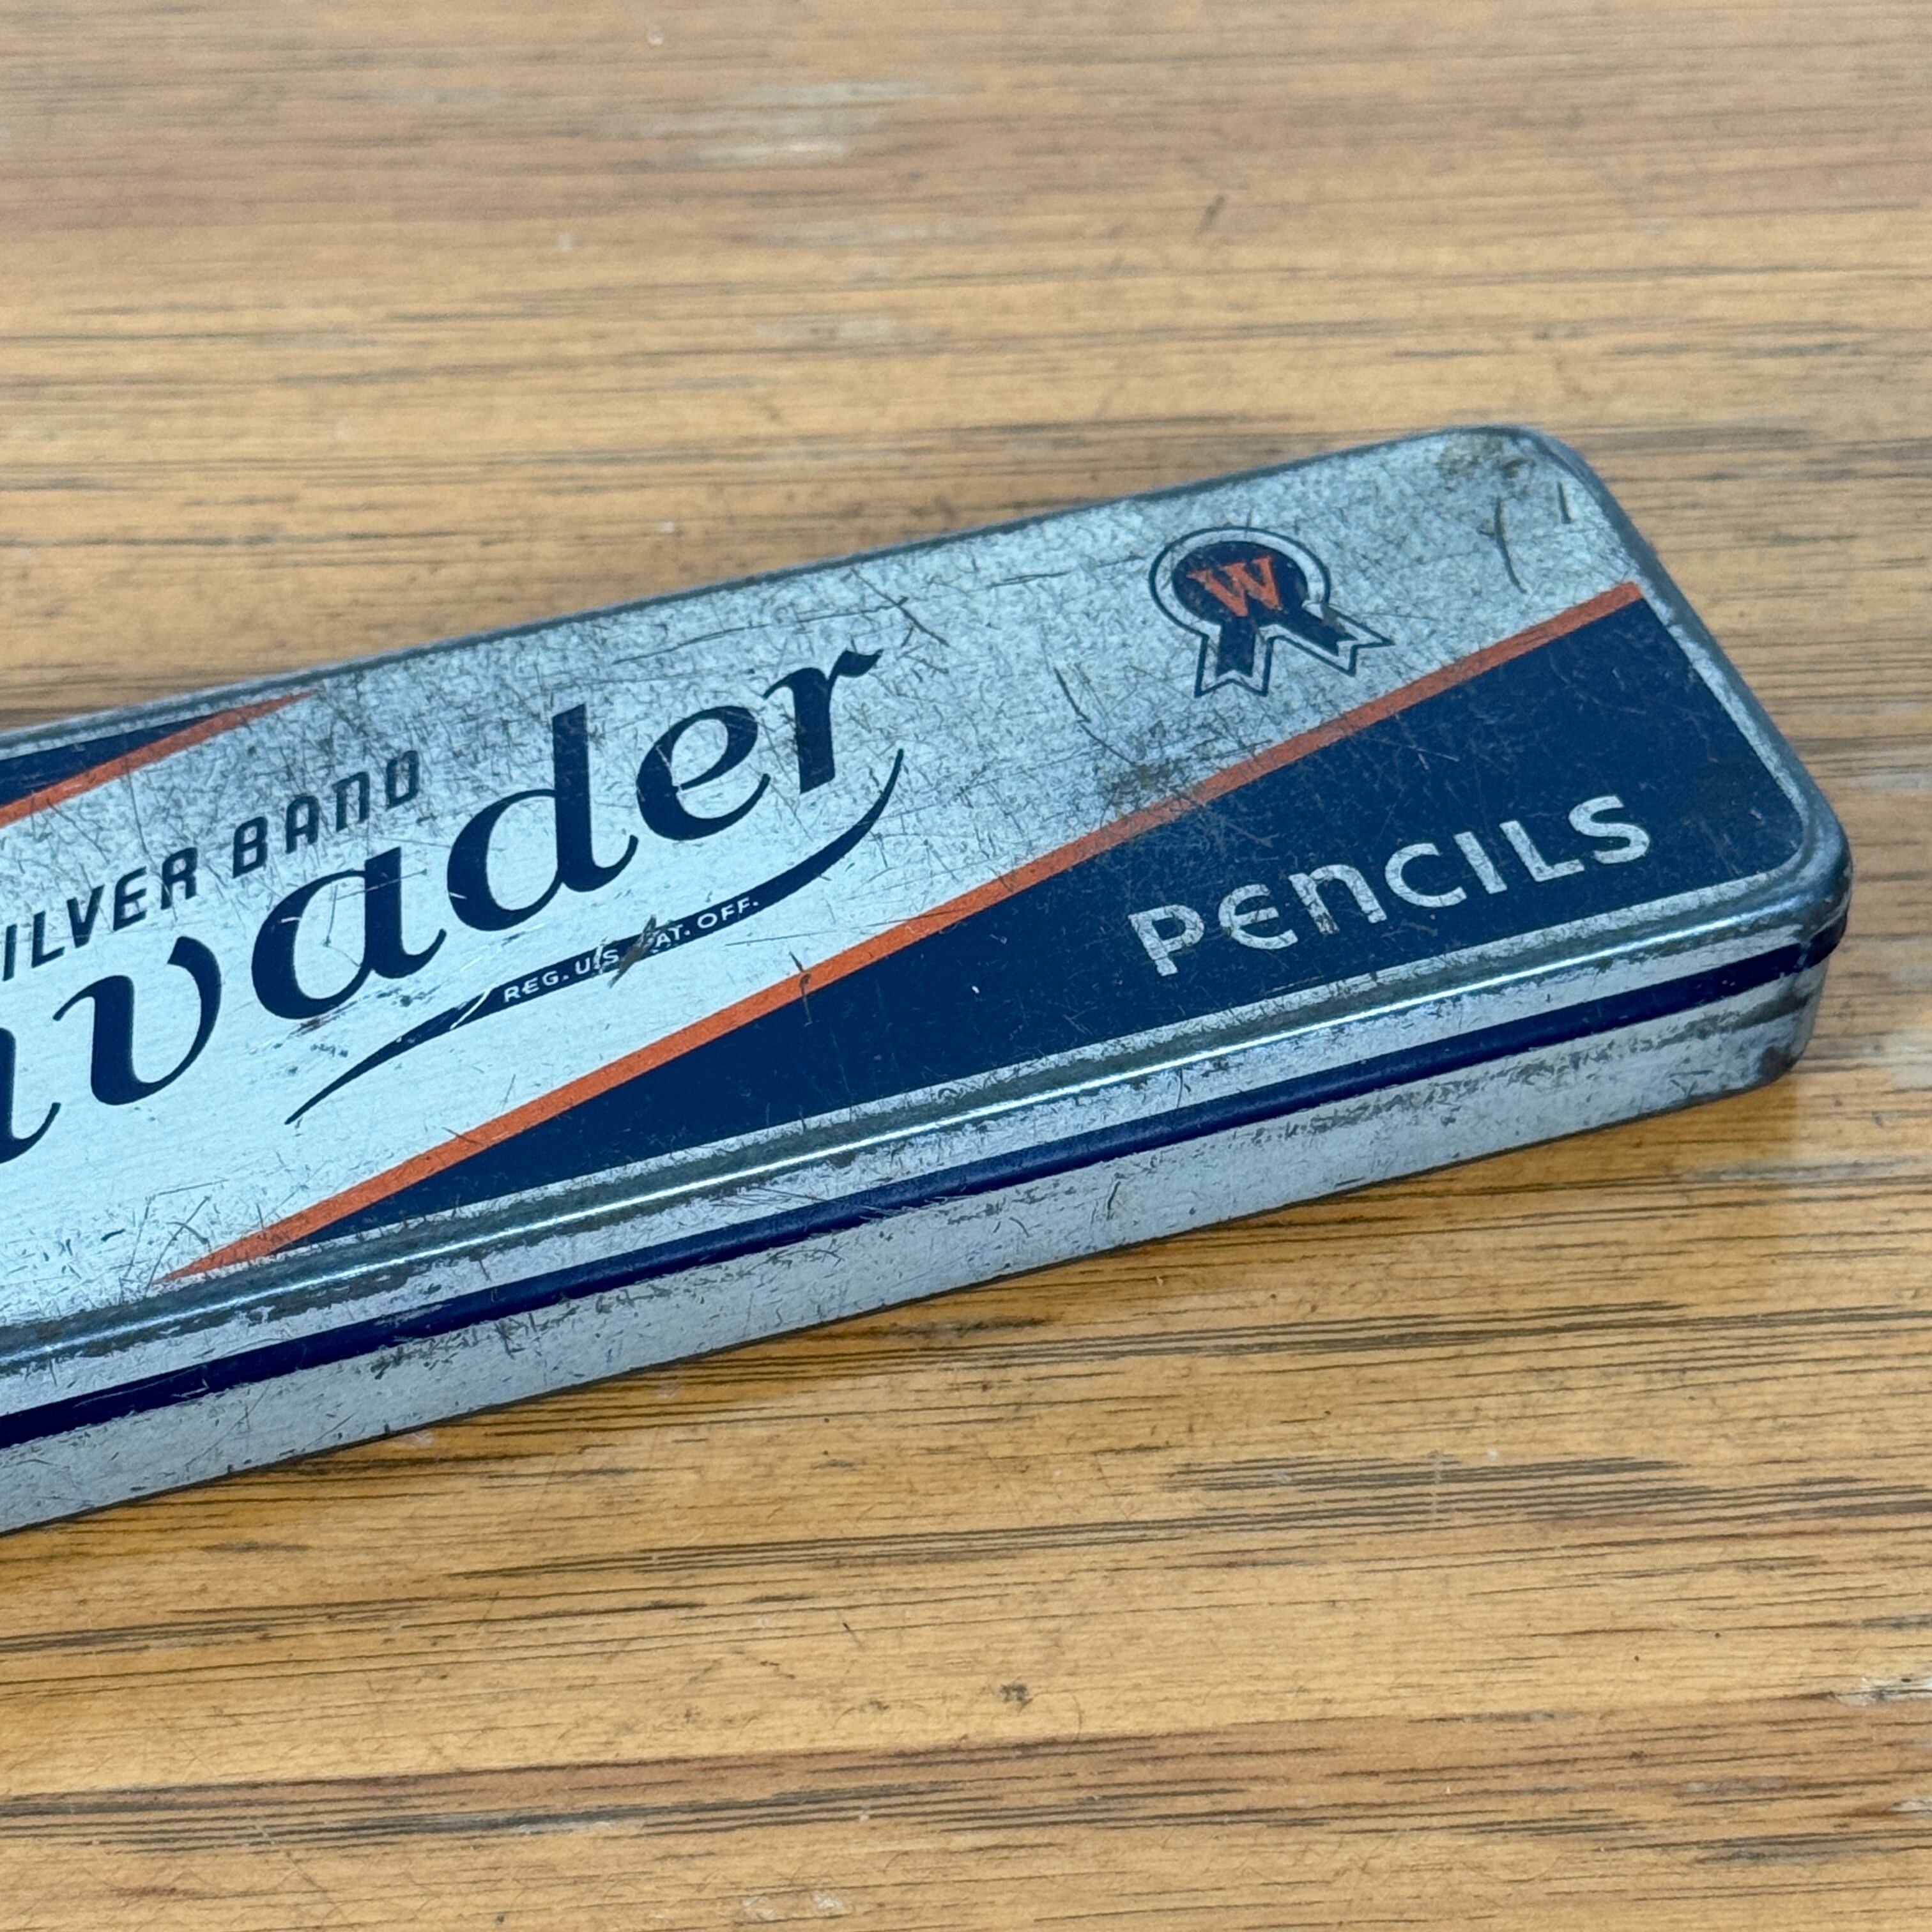 ILVER BAND
vader
REG. U.S. PAT. OFF.
W
PENCILS